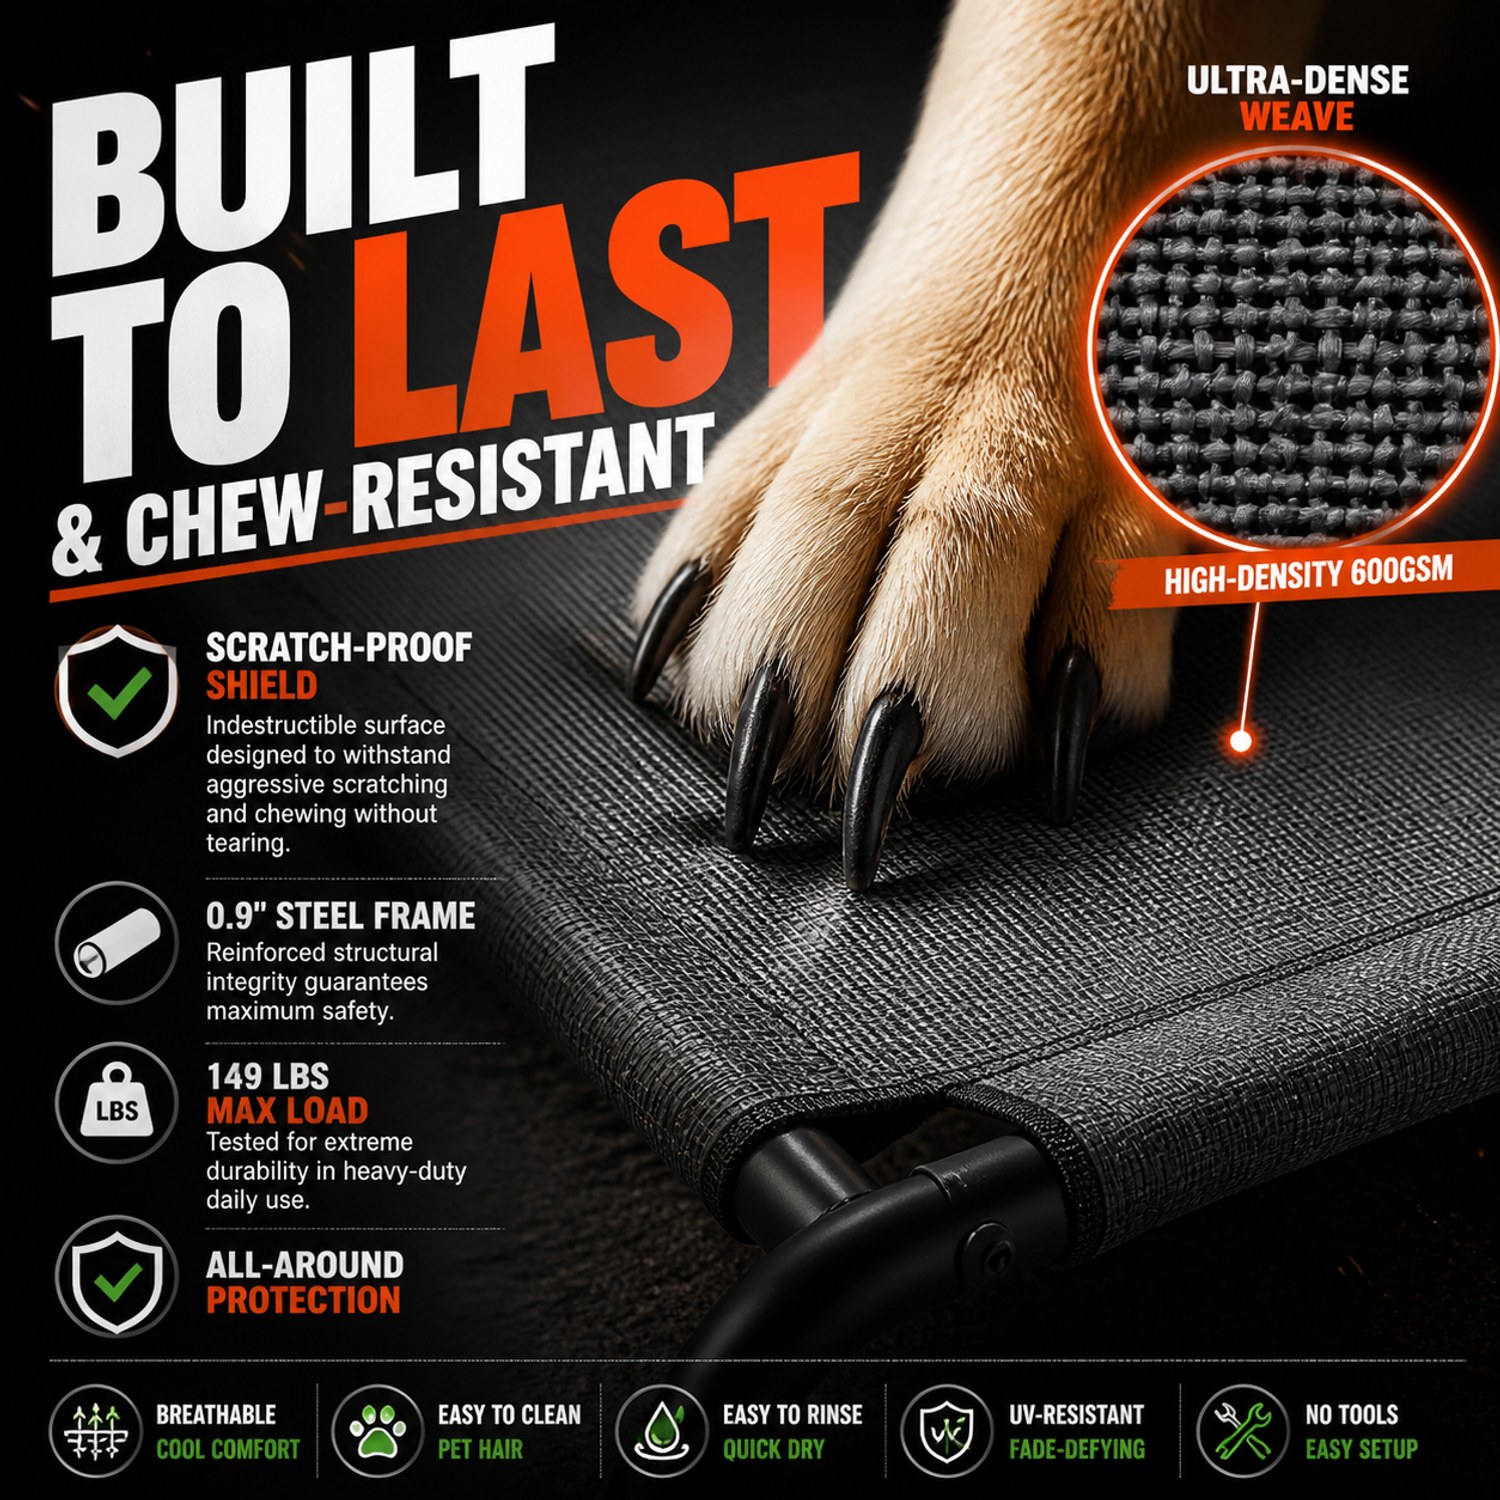 BUILT
TO LAST
& CHEW-RESISTANT
ULTRA-DENSE
WEAVE
HIGH-DENSITY 600GSM
SCRATCH-PROOF
SHIELD
Indestructible surface
designed to withstand
aggressive scratching
and chewing without
tearing.
0.9" STEEL FRAME
Reinforced structural
integrity guarantees
maximum safety.
LBS
149 LBS
MAX LOAD
Tested for extreme
durability in heavy-duty
daily use.
ALL-AROUND
PROTECTION
BREATHABLE
COOL COMFORT
EASY TO CLEAN
PET HAIR
EASY TO RINSE
QUICK DRY
UV-RESISTANT
FADE-DEFYING
NO TOOLS
EASY SETUP